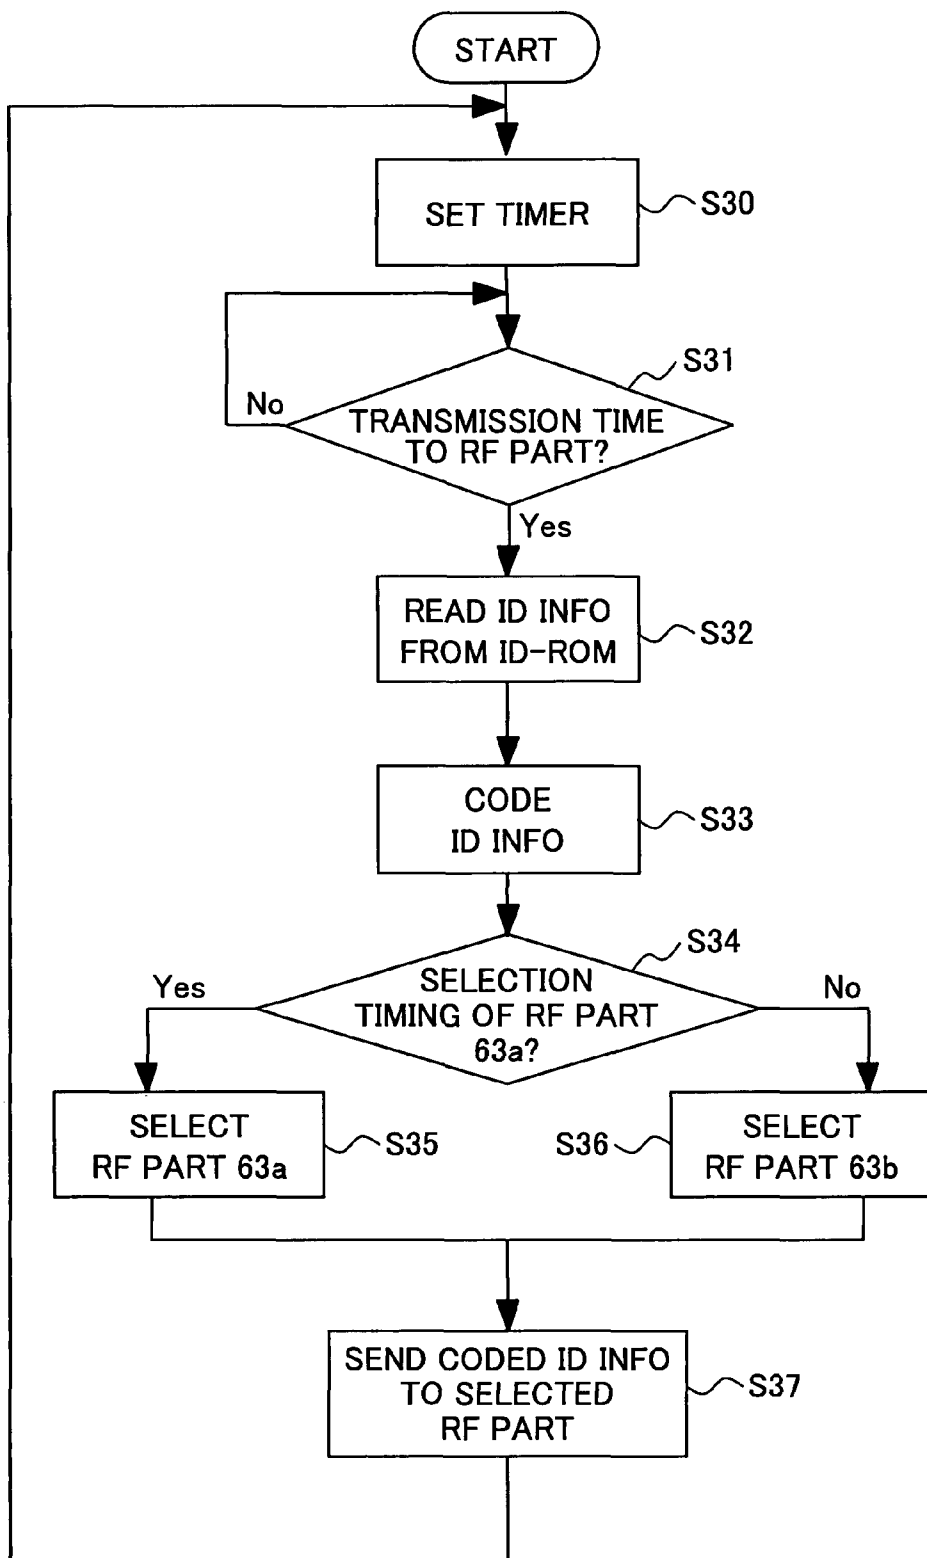 START
SET TIMER
S30
S31
No
TRANSMISSION TIME
TO RF PART?
Yes
READ ID INFO
FROM ID-ROM
S32
CODE
ID INFO
S33
S34
Yes
SELECTION
TIMING OF RF PART
63a?
No
SELECT
RF PART 63a
S35
S36
SELECT
RF PART 63b
SEND CODED ID INFO
TO SELECTED
RF PART
S37